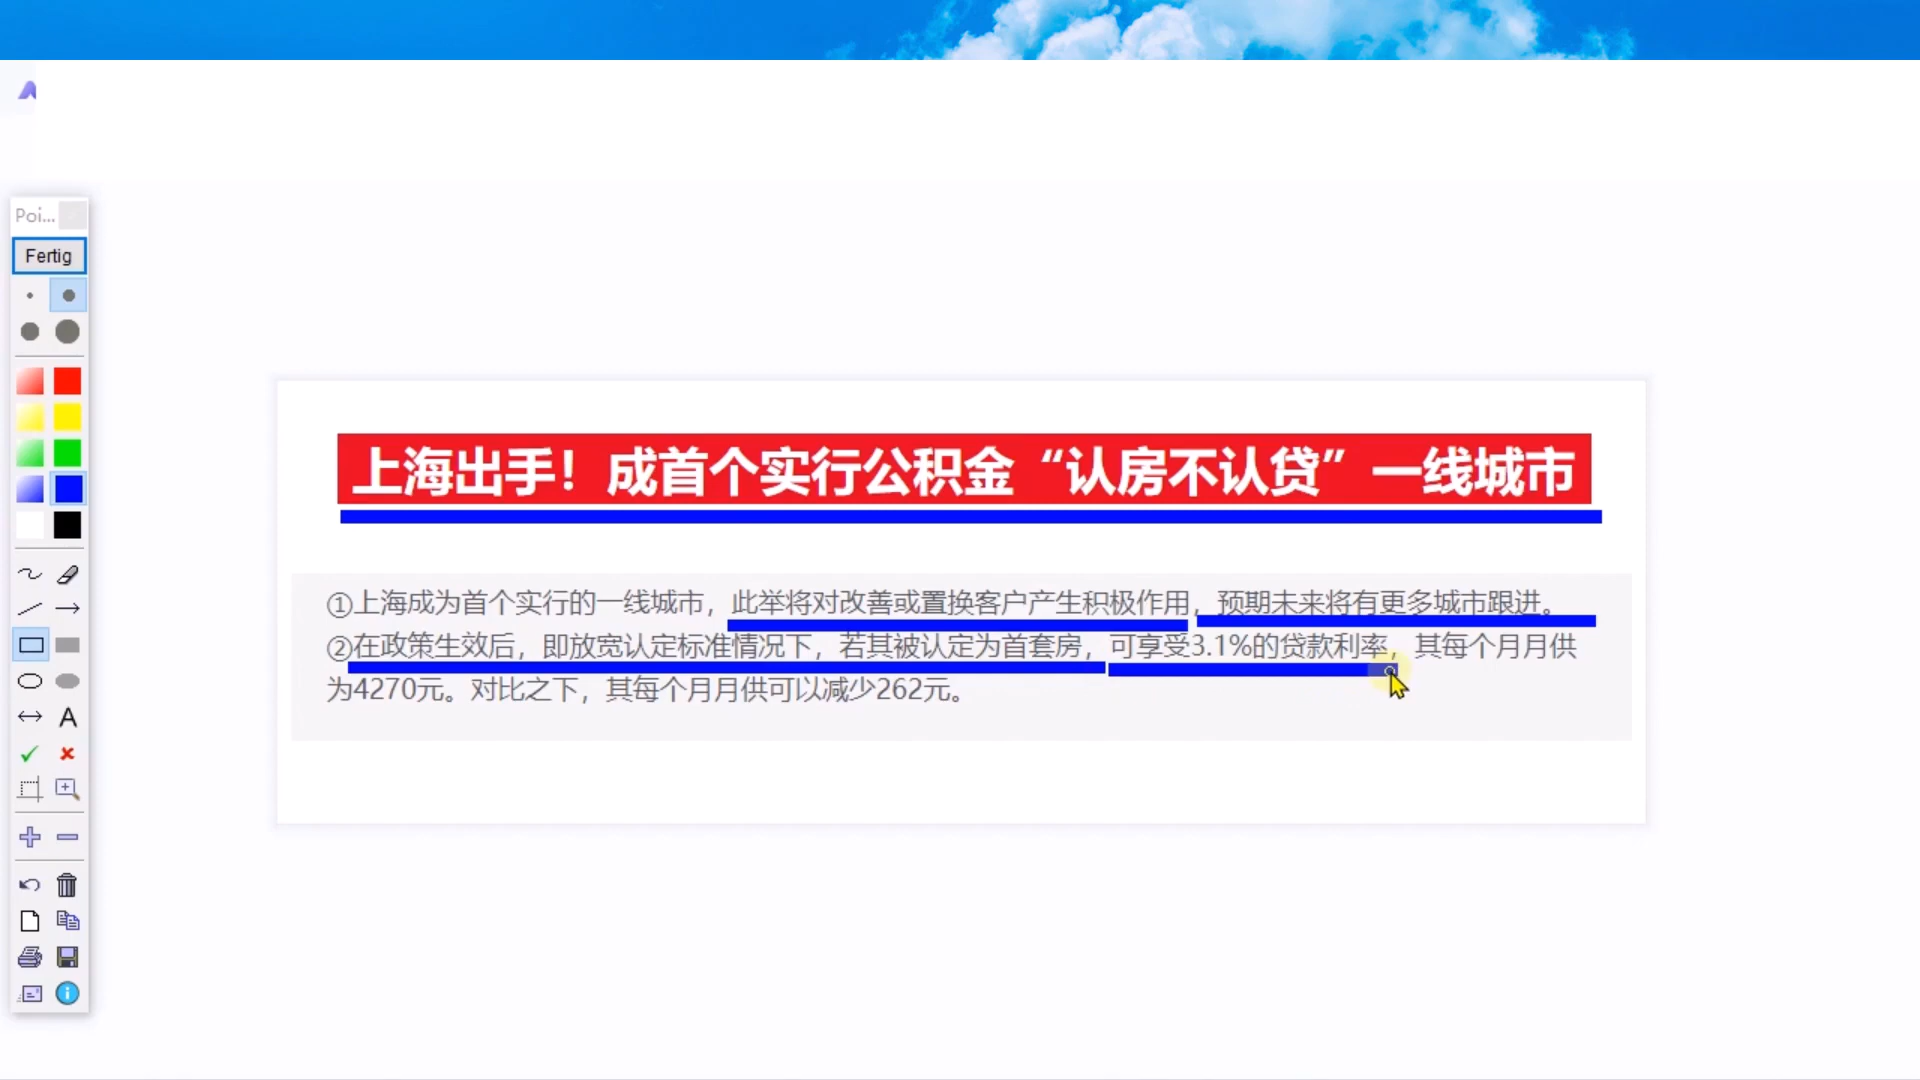 Poi...
Fertig
A
上海出手！成首个实行公积金“认房不认贷”一线城市
①上海成为首个实行的一线城市，此举将对改善或置换客户产生积极作用，预期未来将有更多城市跟进。
②在政策生效后，即放宽认定标准情况下，若其被认定为首套房，可享受3.1%的贷款利率，其每个月月供
为4270元。对比之下，其每个月月供可以减少262元。